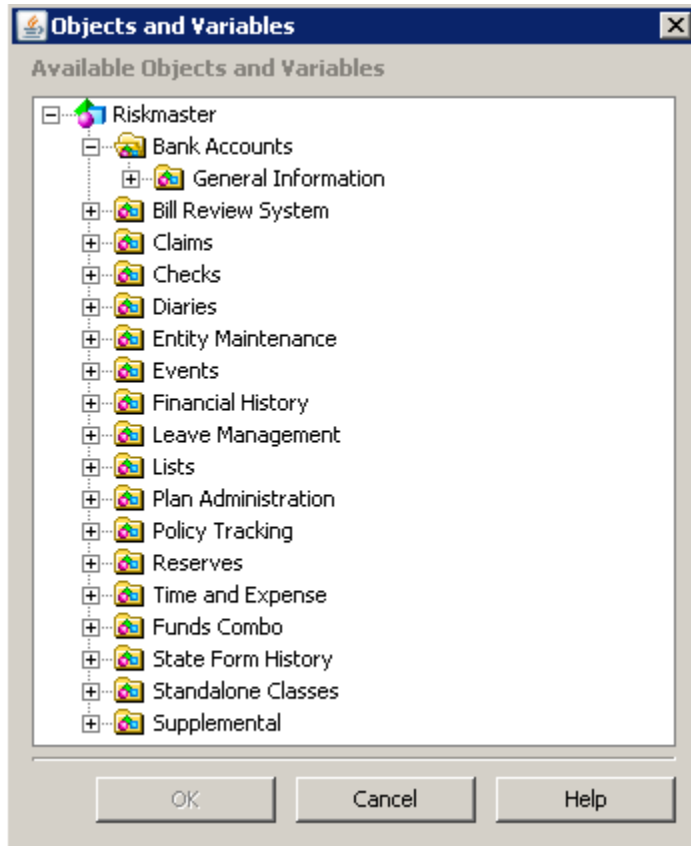 Objects and Variables
Available Objects and Variables
Riskmaster
Bank Accounts
General Information
Bill Review System
Claims
Checks
Diaries
Entity Maintenance
Events
Financial History
Leave Management
Lists
Plan Administration
Policy Tracking
Reserves
Time and Expense
Funds Combo
State Form History
Standalone Classes
Supplemental
OK Cancel Help